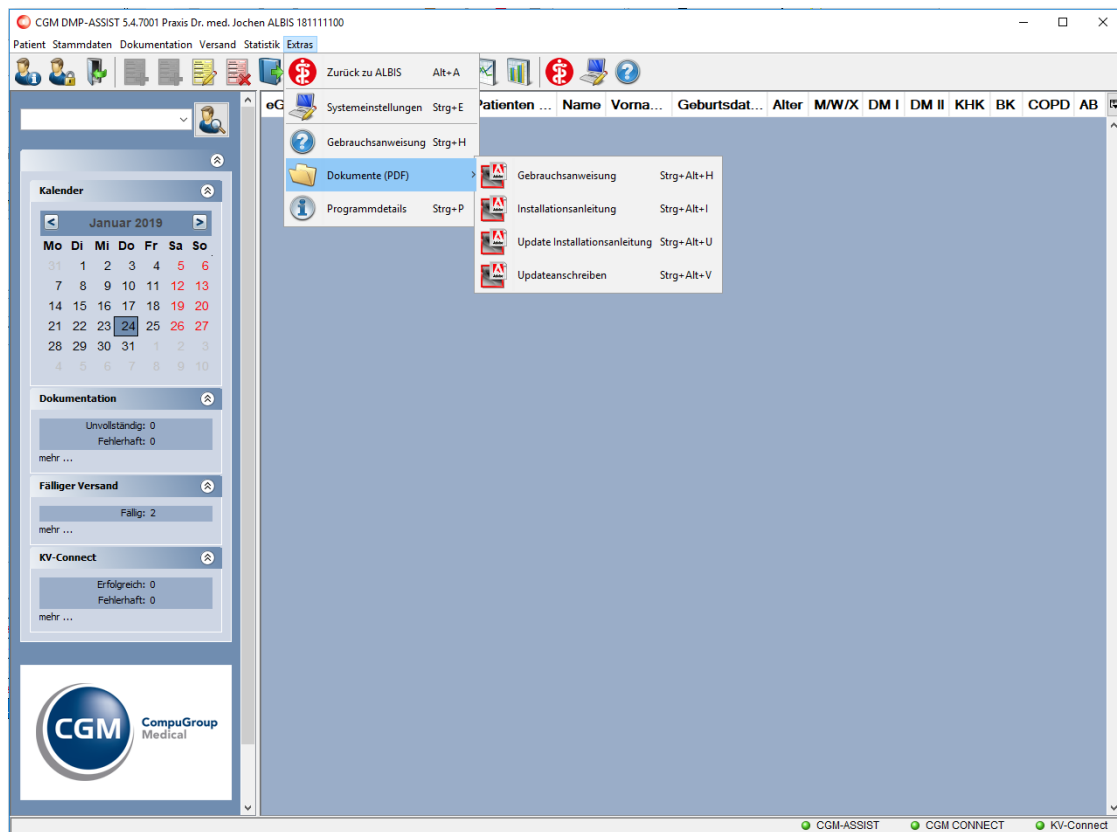 CGM DMP-ASSIST 5.4.7001 Praxis Dr. med. Jochen ALBIS 181111100
Patient Stammdaten Dokumentation Versand Statistik Extras
Zurück zu ALBIS Alt+A
Systemeinstellungen Strg+E
Gebrauchsanweisung Strg+H
Dokumente (PDF)
Programmdetails Strg+P
Gebrauchsanweisung Strg+Alt+H
Installationsanleitung Strg+Alt+I
Update Installationsanleitung Strg+Alt+U
Updateanschreiben Strg+Alt+V
eG Patienten ... Name Vorna... Geburtsdat... Alter M/W/X DM I DM II KHK BK COPD AB
Kalender
< Januar 2019 >
Mo Di Mi Do Fr Sa So
31 1 2 3 4 5 6
7 8 9 10 11 12 13
14 15 16 17 18 19 20
21 22 23 24 25 26 27
28 29 30 31 1 2 3
4 5 6 7 8 9 10
Dokumentation
Unvollständig: 0
Fehlerhaft: 0
mehr ...
Fälliger Versand
Fällig: 2
mehr ...
KV-Connect
Erfolgreich: 0
Fehlerhaft: 0
mehr ...
CGM CompuGroup
Medical
CGM-ASSIST CGM CONNECT KV-Connect